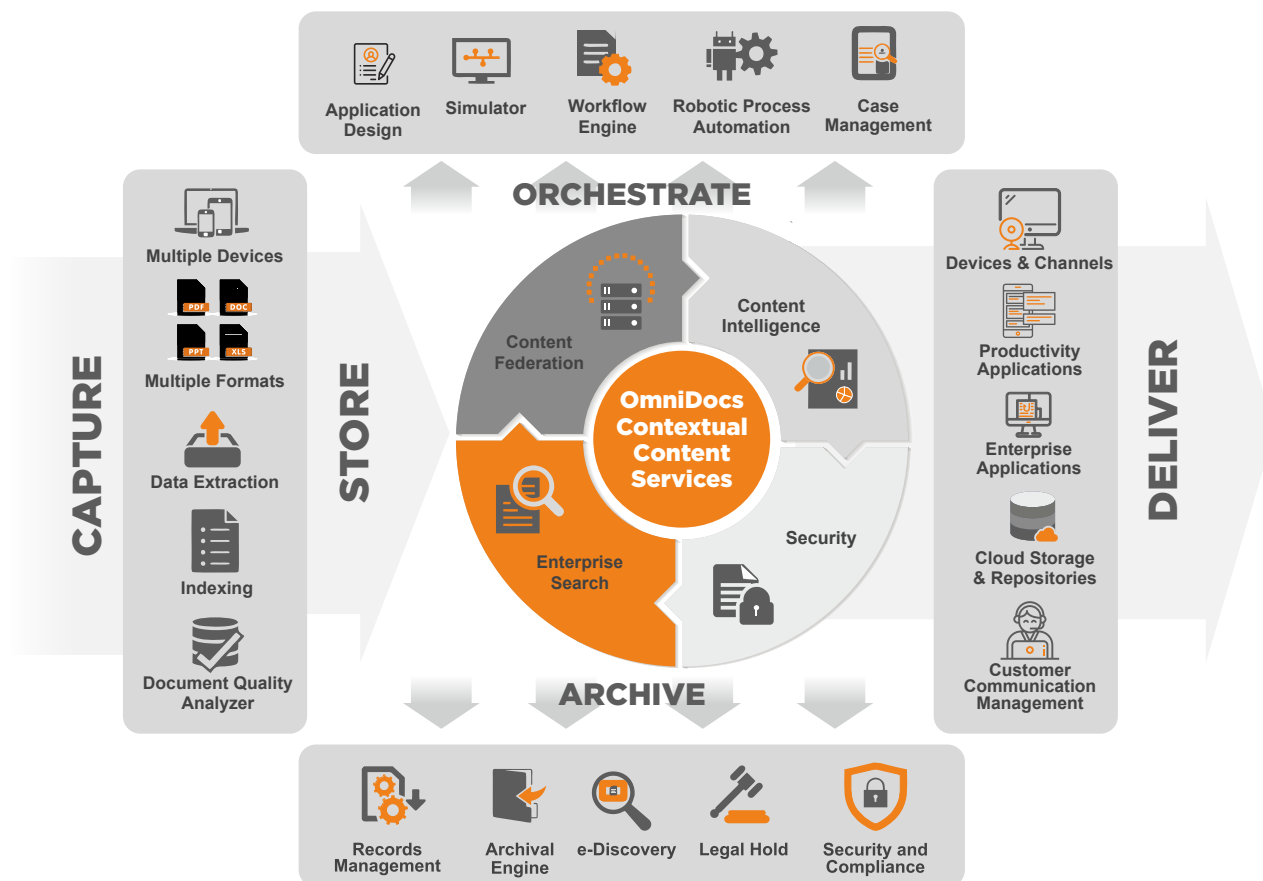 Application
Design
Simulator
Workflow
Engine
Robotic Process
Automation
Case
Management
ORCHESTRATE
CAPTURE
Multiple Devices
PDF
DOC
PPT
XLS
Multiple Formats
Data Extraction
Indexing
Document Quality
Analyzer
STORE
Content
Federation
Content
Intelligence
OmniDocs
Contextual
Content
Services
Enterprise
Search
Security
Devices & Channels
Productivity
Applications
Enterprise
Applications
Cloud Storage
& Repositories
Customer
Communication
Management
DELIVER
ARCHIVE
Records
Management
Archival
Engine
e-Discovery
Legal Hold
Security and
Compliance